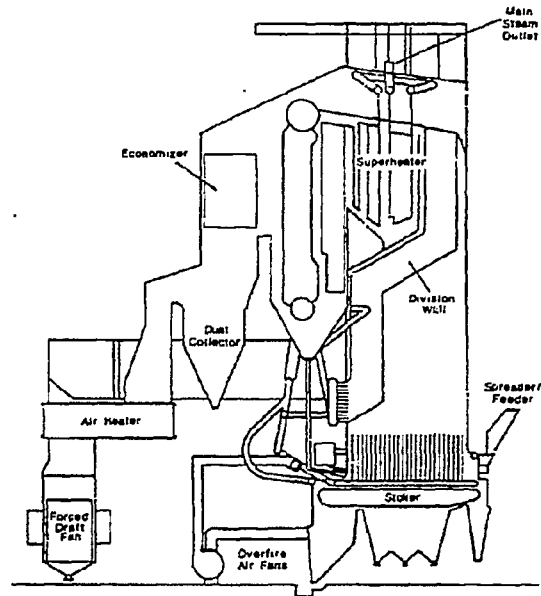 Main
Steam
Outlet
Economizer
Superheater
Division
Wall
Dust
Collector
Spreader
Feeder
Air Heater
Stoker
Forced
Draft
Fan
Overfire
Air Fans